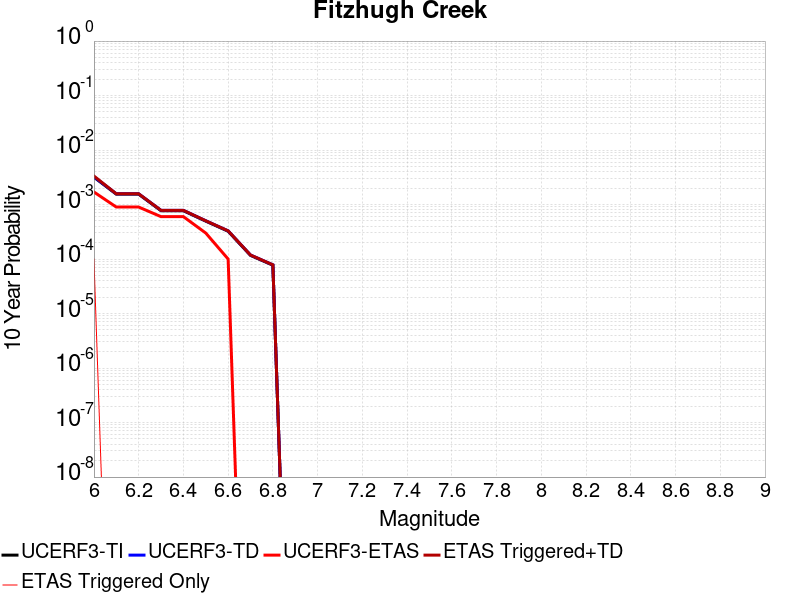 Fitzhugh Creek
10 Year Probability
10^0
10^-1
10^-2
10^-3
10^-4
10^-5
10^-6
10^-7
10^-8
6 6.2 6.4 6.6 6.8 7 7.2 7.4 7.6 7.8 8 8.2 8.4 8.6 8.8 9
Magnitude
UCERF3-TI UCERF3-TD UCERF3-ETAS ETAS Triggered+TD
ETAS Triggered Only